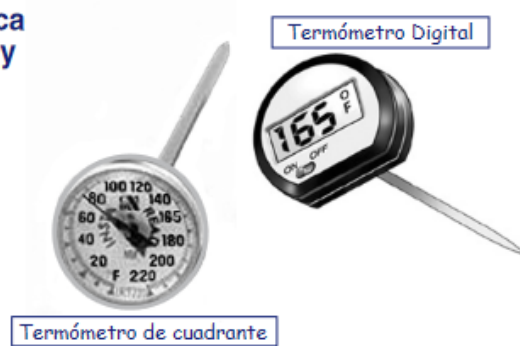 ca
y
Termómetro Digital
165
°F
ON OFF
100 120
80 140
60 165
40 180
20 200
F 220
Termómetro de cuadrante